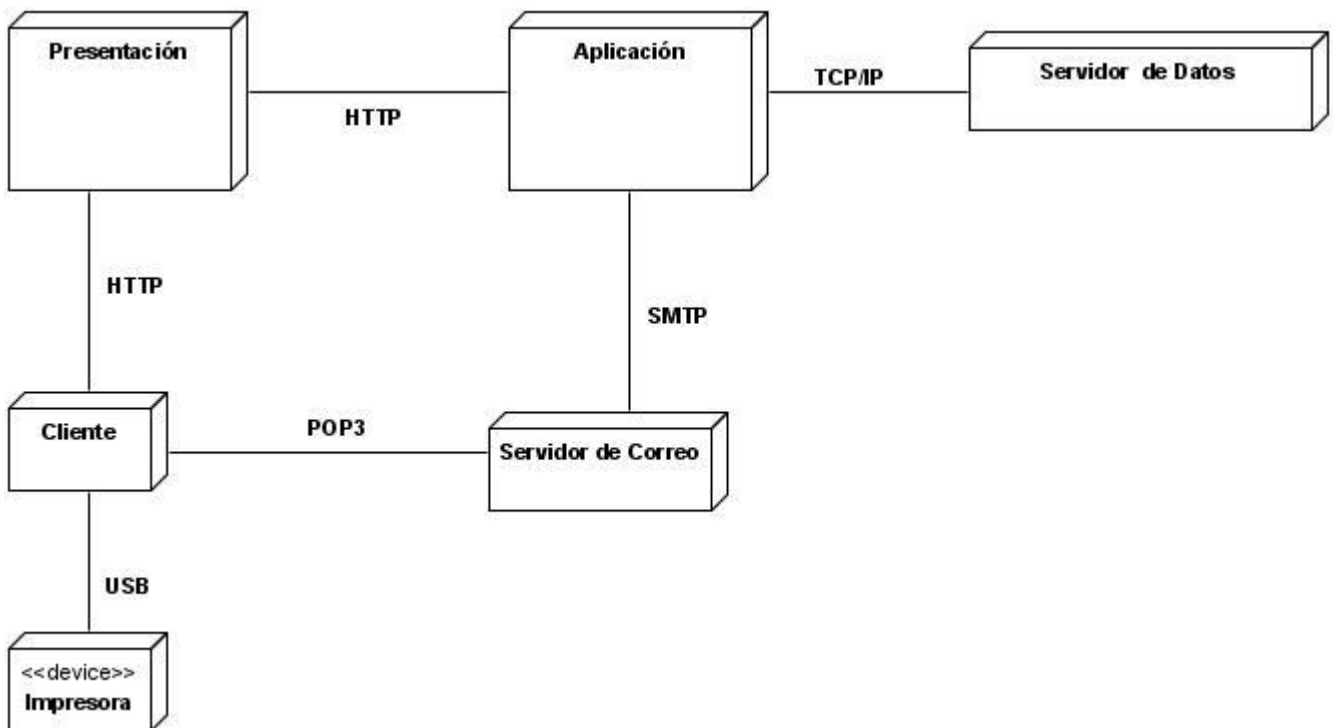 Presentación
Aplicación
Servidor de Datos
TCP/IP
HTTP
HTTP
SMTP
Cliente
POP3
Servidor de Correo
USB
<<device>>
Impresora